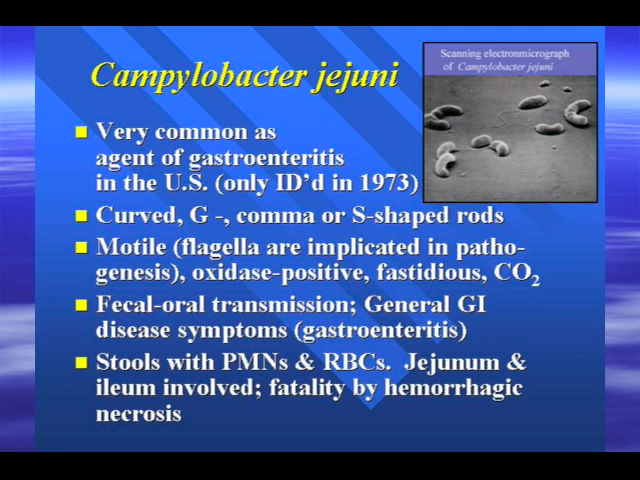 Campylobacter jejuni
Scanning electronmicrograph
of Campylobacter jejuni
Very common as
agent of gastroenteritis
in the U.S. (only ID'd in 1973)
Curved, G -, comma or S-shaped rods
Motile (flagella are implicated in patho-
genesis), oxidase-positive, fastidious, CO2
Fecal-oral transmission; General GI
disease symptoms (gastroenteritis)
Stools with PMNs & RBCs. Jejunum &
ileum involved; fatality by hemorrhagic
necrosis